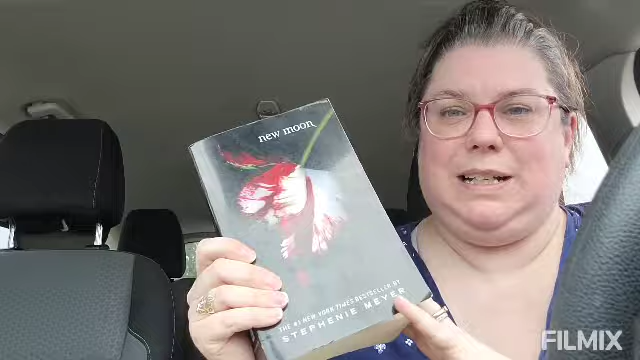 new moon
THE #1 NEW YORK TIMES BESTSELLER BY
STEPHENIE MEYER
FILMIX